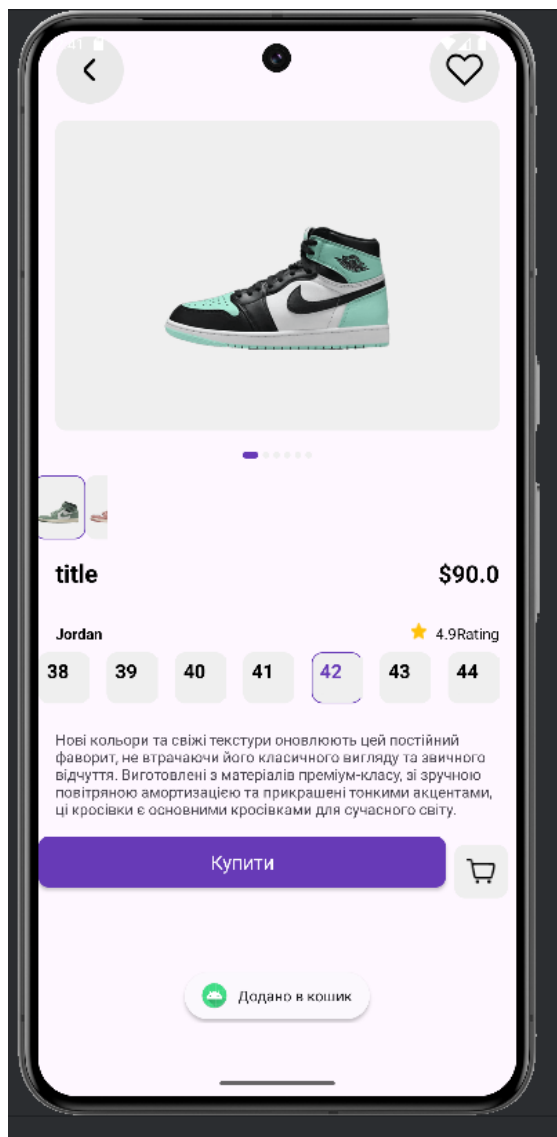 title
$90.0
Jordan
4.9Rating
38 39 40 41 42 43 44
Нові кольори та свіжі текстури оновлюють цей постійний
фаворит, не втрачаючи його класичного вигляду та звичного
відчуття. Виготовлені з матеріалів преміум-класу, зі зручною
повітряною амортизацією та прикрашені тонкими акцентами,
ці кросівки є основними кросівками для сучасного світу.
Купити
Додано в кошик